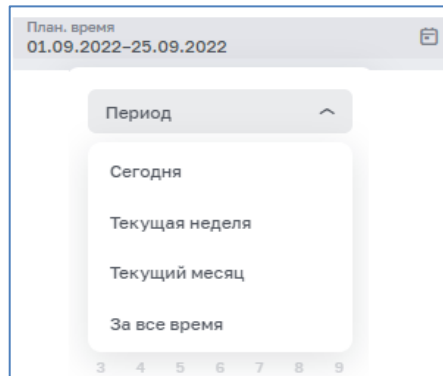 План. время
01.09.2022–25.09.2022
Период
Сегодня
Текущая неделя
Текущий месяц
За все время
3 4 5 6 7 8 9